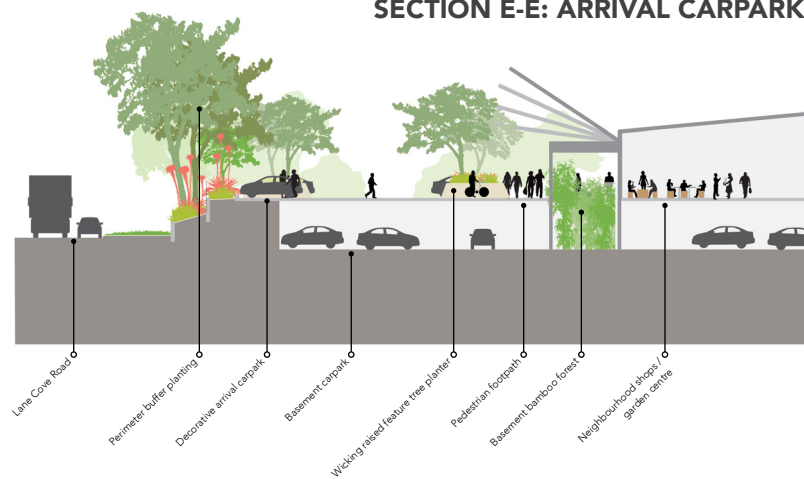 SECTION E-E: ARRIVAL CARPARK
Lane Cove Road
Perimeter buffer planting
Decorative arrival carpark
Basement carpark
Wicking raised feature tree planter
Pedestrian footpath
Basement bamboo forest
Neighbourhood shops /
garden centre